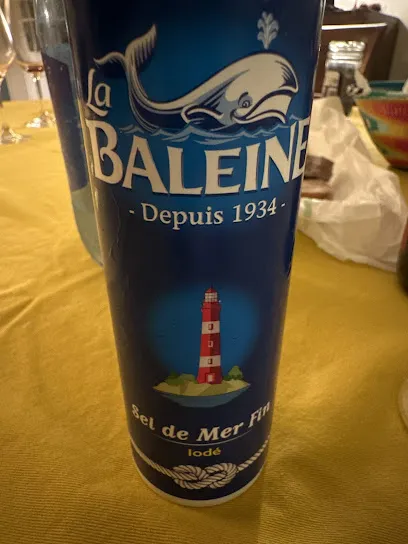 La
BALEINE
- Depuis 1934 -
Sel de Mer Fin
Iodé